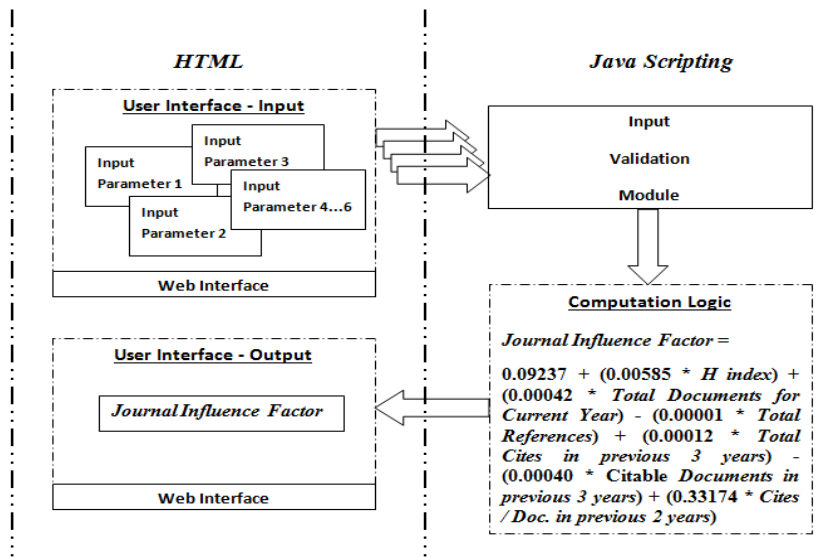 HTML
User Interface - Input
Input
Parameter 1
Input
Parameter 3
Input
Parameter 2
Input
Parameter 4...6
Web Interface
User Interface - Output
Journal Influence Factor
Web Interface
Java Scripting
Input
Validation
Module
Computation Logic
Journal Influence Factor =
0.09237 + (0.00585 * H index) +
(0.00042 * Total Documents for
Current Year) - (0.00001 * Total
References) + (0.00012 * Total
Cites in previous 3 years) -
(0.00040 * Citable Documents in
previous 3 years) + (0.33174 * Cites
/ Doc. in previous 2 years)